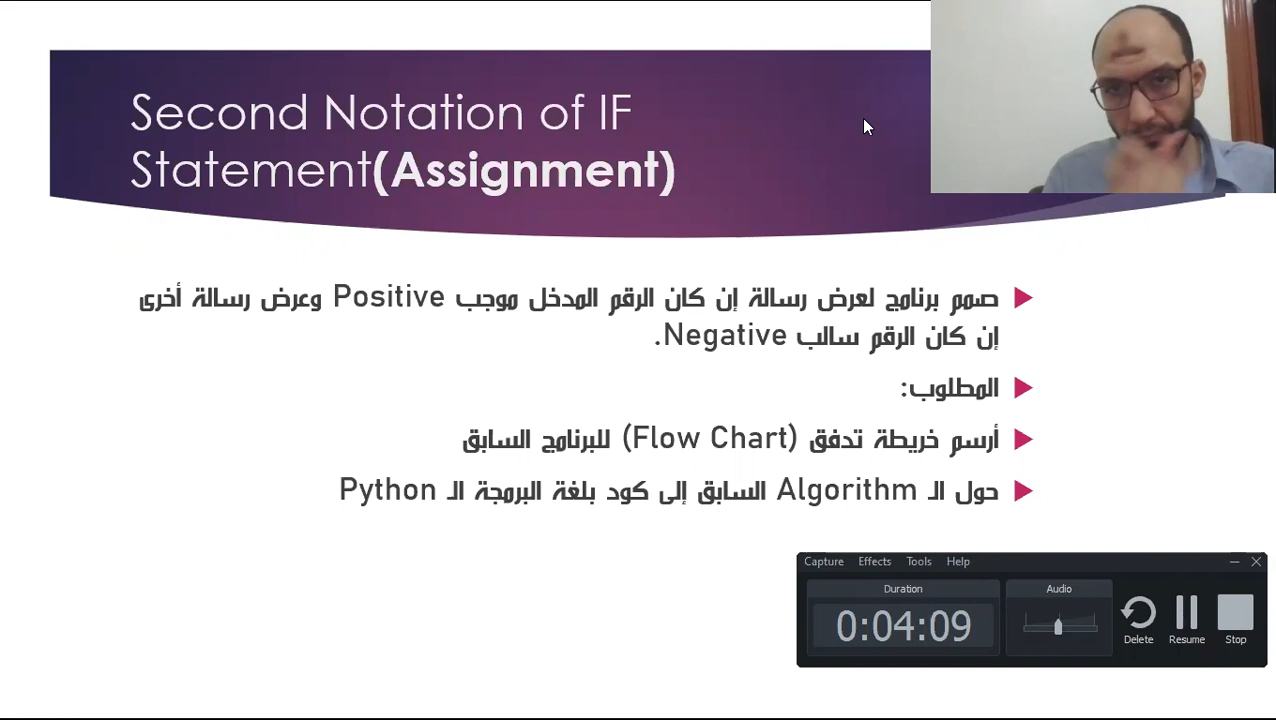 Second Notation of IF
Statement(Assignment)
صمم برنامج لعرض رسالة إن كان الرقم المدخل موجب Positive وعرض رسالة أخرى
إن كان الرقم سالب Negative.
المطلوب:
أرسم خريطة تدفق (Flow Chart) للبرنامج السابق
حول الـ Algorithm السابق إلى كود بلغة البرمجة الـ Python
Capture Effects Tools Help
Duration
Audio
0:04:09
Delete Resume Stop